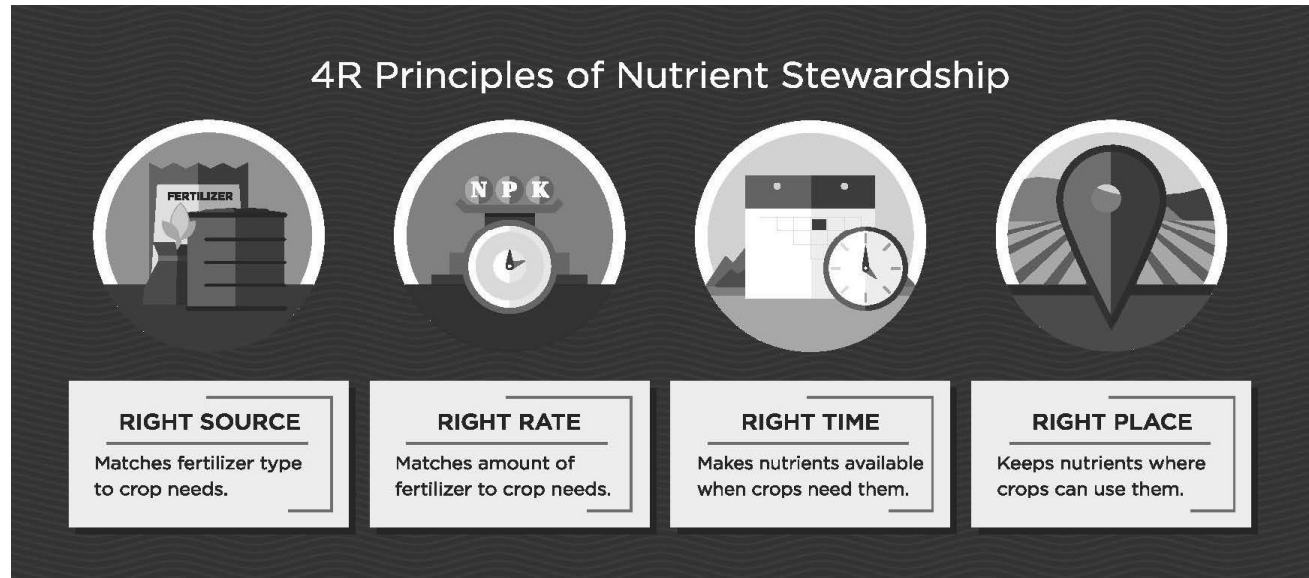 4R Principles of Nutrient Stewardship
FERTILIZER
N P K
RIGHT SOURCE
Matches fertilizer type
to crop needs.
RIGHT RATE
Matches amount of
fertilizer to crop needs.
RIGHT TIME
Makes nutrients available
when crops need them.
RIGHT PLACE
Keeps nutrients where
crops can use them.